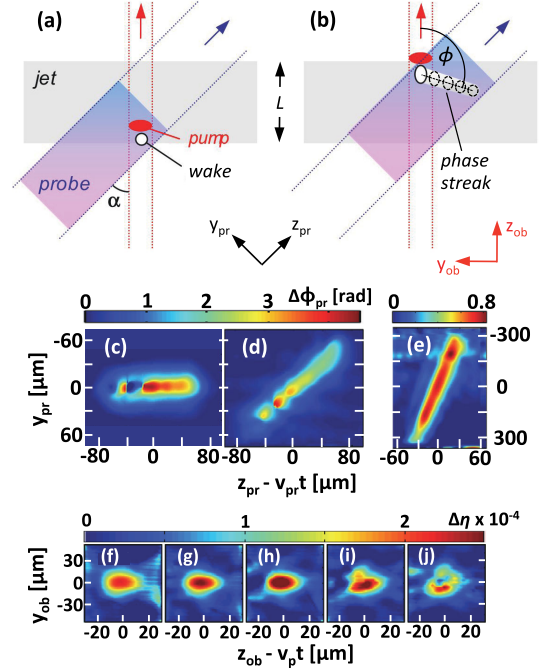 (a)
(b)
ϕ
jet
L
pump
wake
phase
streak
probe
α
y_pr
z_pr
z_ob
y_ob
Δϕ_pr [rad]
0 1 2 3
0 0.8
(c) (d) (e)
-60
0
60
y_pr [μm]
-300
0
300
-80 0 80 0 80 -60 0 60
z_pr - v_pr t [μm]
0 1 2 Δη x 10^-4
(f) (g) (h) (i) (j)
30
0
-30
y_ob [μm]
-20 0 20 -20 0 20 -20 0 20 -20 0 20 -20 0 20
z_ob - v_p t [μm]